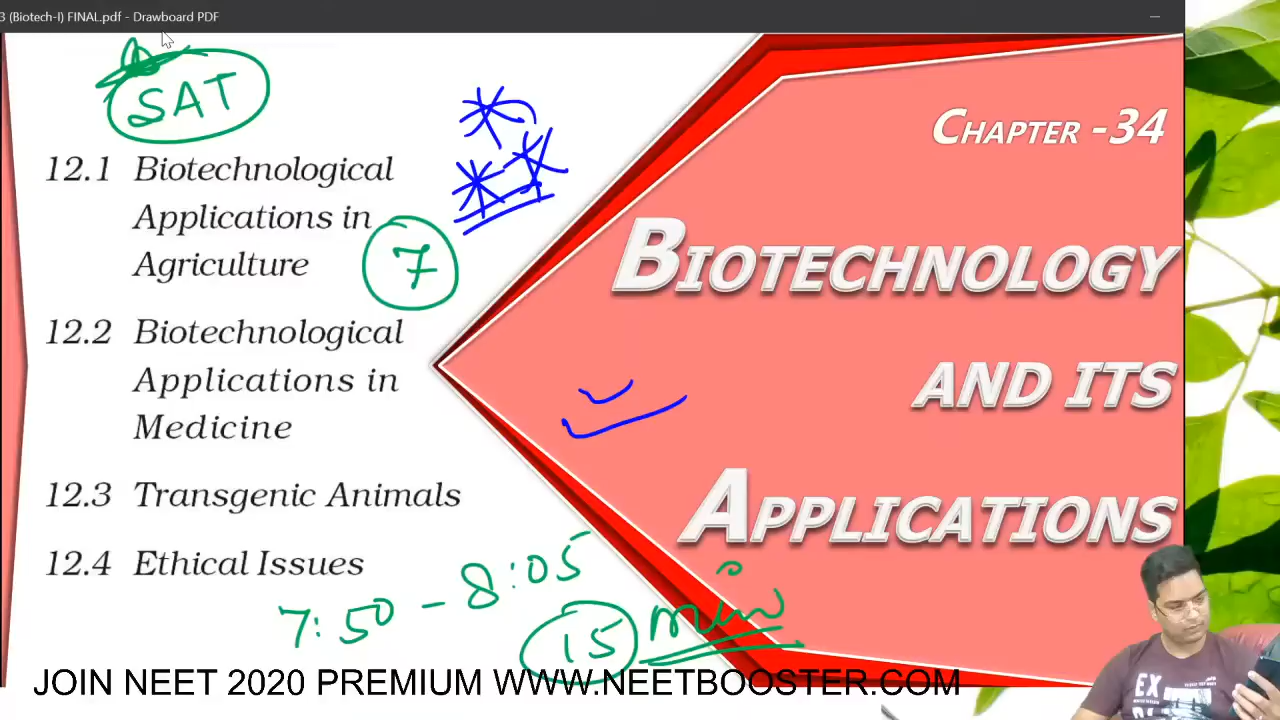 3 (Biotech-I) FINAL.pdf - Drawboard PDF
SAT
12.1 Biotechnological
Applications in
Agriculture
7
12.2 Biotechnological
Applications in
Medicine
12.3 Transgenic Animals
12.4 Ethical Issues
7:50 - 8:05
15 min
CHAPTER -34
BIOTECHNOLOGY
AND ITS
APPLICATIONS
EX
JOIN NEET 2020 PREMIUM WWW.NEETBOOSTER.COM